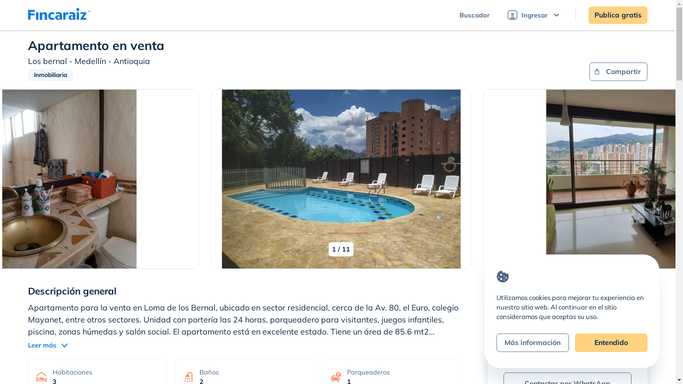 Fincaraiz
Buscador
Ingresar
Publica gratis
Apartamento en venta
Los bernal - Medellín - Antioquia
Inmobiliaria
Compartir
1 / 11
Descripción general
Apartamento para la venta en Loma de los Bernal, ubicado en sector residencial, cerca de la Av. 80, el Euro, colegio
Mayanet, entre otros sectores. Unidad con portería las 24 horas, parqueadero para visitantes, juegos infantiles,
piscina, zonas húmedas y salón social. El apartamento está en excelente estado. Tiene un área de 85.6 mt2...
Leer más
Habitaciones
3
Baños
2
Parqueaderos
1
Utilizamos cookies para mejorar tu experiencia en
nuestro sitio web. Al continuar en el sitio
consideramos que aceptas su uso.
Más información
Entendido
Contactar por WhatsApp